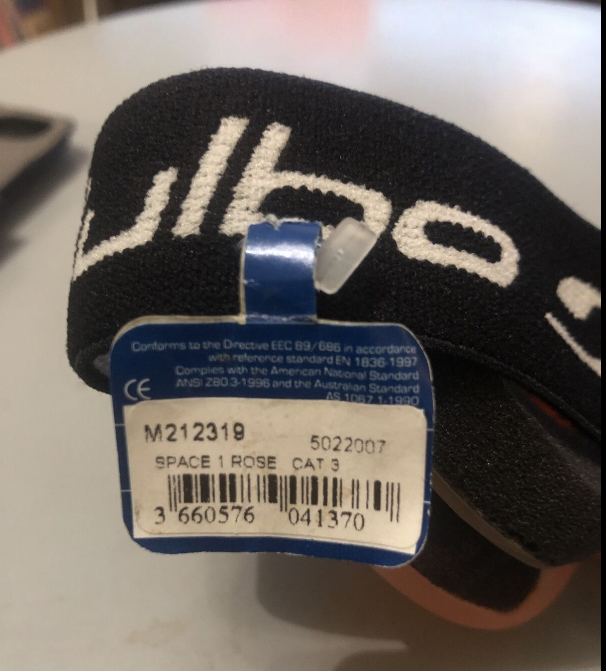 ulbo
Conforms to the Directive EEC 89/686 in accordance
with reference standard EN 1836-1997
Complies with the American National Standard
ANSI Z80.3-1996 and the Australian Standard
AS 1067.1-1990
CE
M212319 5022007
SPACE 1 ROSE CAT 3
3 660576 041370